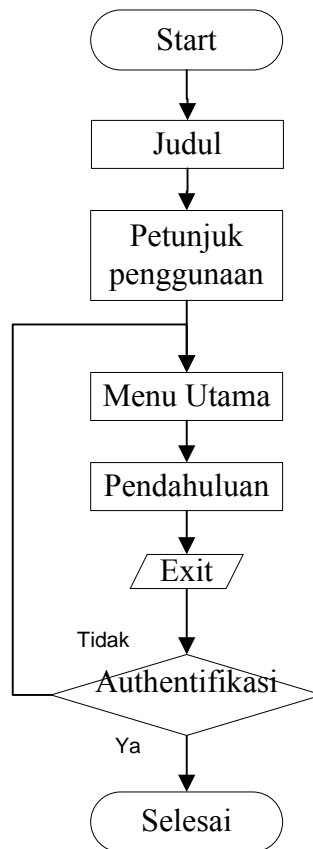 Start
Judul
Petunjuk
penggunaan
Menu Utama
Pendahuluan
Exit
Tidak
Authentifikasi
Ya
Selesai